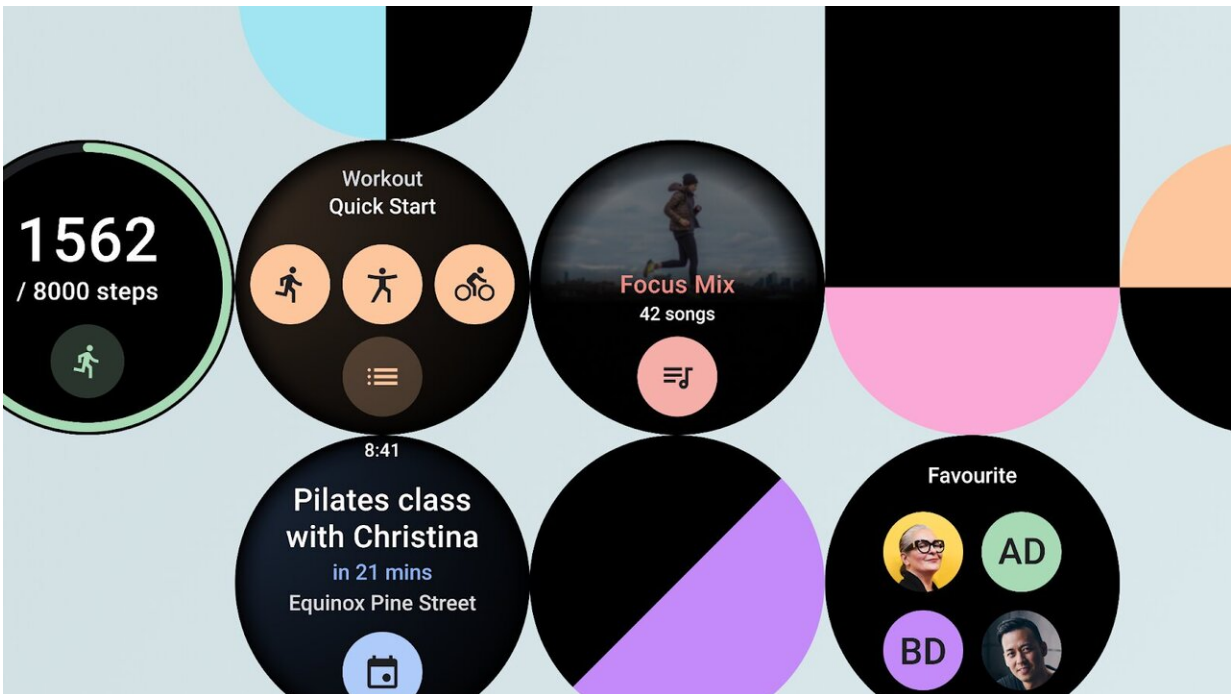 1562
/ 8000 steps
Workout
Quick Start
Focus Mix
42 songs
8:41
Pilates class
with Christina
in 21 mins
Equinox Pine Street
Favourite
AD
BD